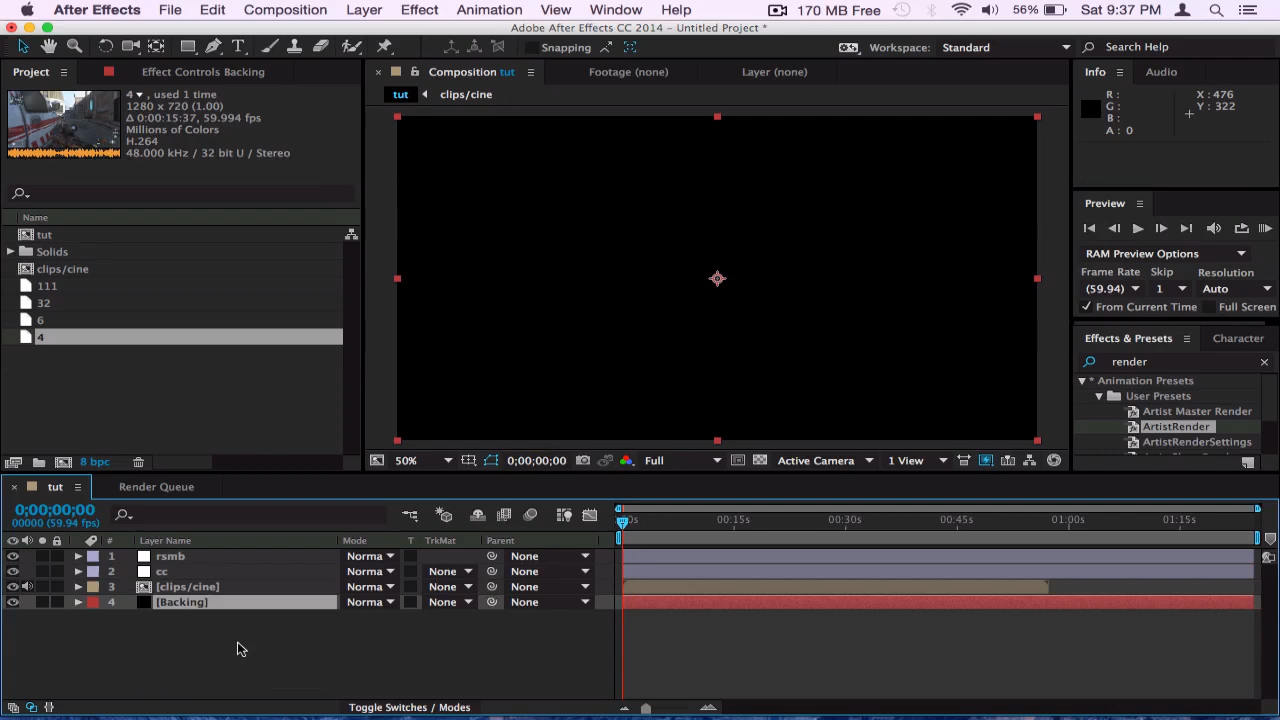 After Effects File Edit Composition Layer Effect Animation View Window Help 170 MB Free 56% Sat 9:37 PM
Adobe After Effects CC 2014 - Untitled Project *
Snapping Workspace: Standard Search Help
Project Effect Controls Backing Composition tut Footage (none) Layer (none) Info Audio
4 , used 1 time
1280 x 720 (1.00)
Δ 0:00:15:37, 59.994 fps)
Millions of Colors
H.264
48.000 kHz / 32 bit U / Stereo
tut clips/cine
R: X: 476
G: Y: 322
B:
A: 0
Name
tut
Solids
clips/cine
111
32
6
4
Preview
RAM Preview Options
Frame Rate Skip Resolution
(59.94) 1 Auto
From Current Time Full Screen
Effects & Presets Character
render
* Animation Presets
User Presets
Artist Master Render
ArtistRender
ArtistRenderSettings
8 bpc
50% 0;00;00;00 Full Active Camera 1 View
tut Render Queue
0;00;00;00
00000 (59.94 fps)
00:15s 00:30s 00:45s 01:00s 01:15s
# Layer Name Mode T TrkMat Parent
1 rsmb Norma None
2 cc Norma None None
3 [clips/cine] Norma None None
4 [Backing] Norma None None
Toggle Switches / Modes